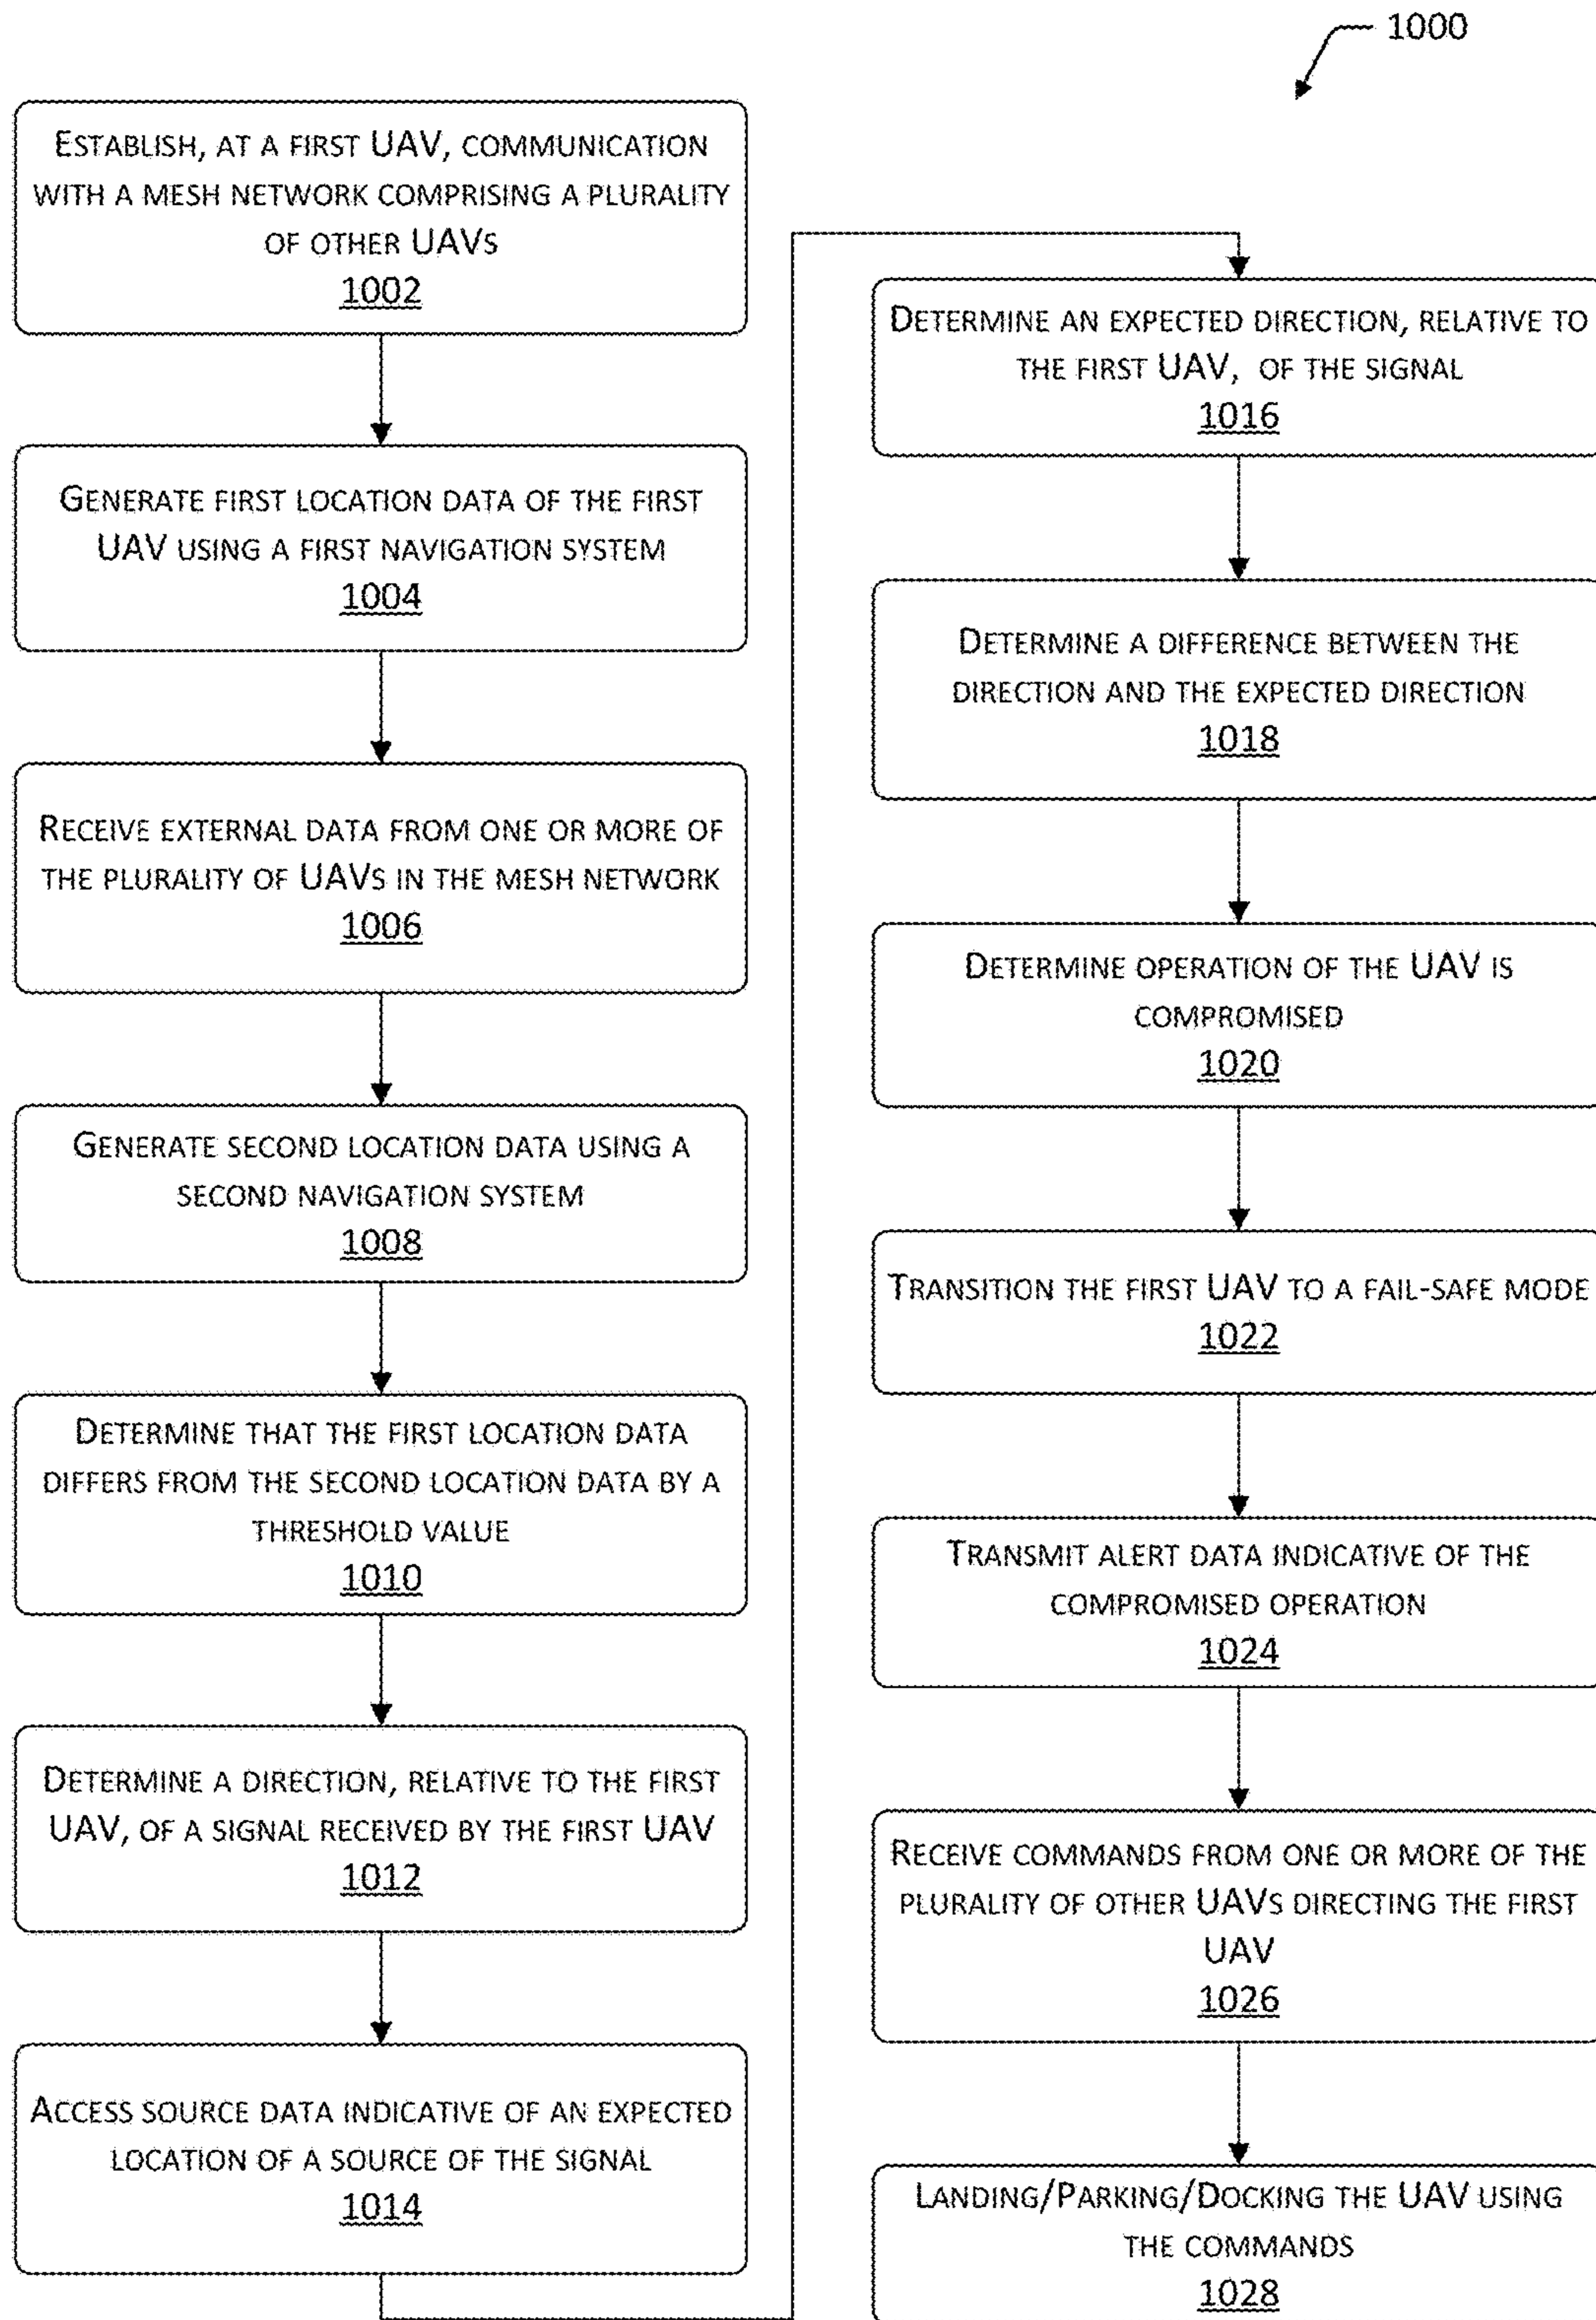 1000
ESTABLISH, AT A FIRST UAV, COMMUNICATION
WITH A MESH NETWORK COMPRISING A PLURALITY
OF OTHER UAVS
1002
GENERATE FIRST LOCATION DATA OF THE FIRST
UAV USING A FIRST NAVIGATION SYSTEM
1004
RECEIVE EXTERNAL DATA FROM ONE OR MORE OF
THE PLURALITY OF UAVS IN THE MESH NETWORK
1006
GENERATE SECOND LOCATION DATA USING A
SECOND NAVIGATION SYSTEM
1008
DETERMINE THAT THE FIRST LOCATION DATA
DIFFERS FROM THE SECOND LOCATION DATA BY A
THRESHOLD VALUE
1010
DETERMINE A DIRECTION, RELATIVE TO THE FIRST
UAV, OF A SIGNAL RECEIVED BY THE FIRST UAV
1012
ACCESS SOURCE DATA INDICATIVE OF AN EXPECTED
LOCATION OF A SOURCE OF THE SIGNAL
1014
DETERMINE AN EXPECTED DIRECTION, RELATIVE TO
THE FIRST UAV, OF THE SIGNAL
1016
DETERMINE A DIFFERENCE BETWEEN THE
DIRECTION AND THE EXPECTED DIRECTION
1018
DETERMINE OPERATION OF THE UAV IS
COMPROMISED
1020
TRANSITION THE FIRST UAV TO A FAIL-SAFE MODE
1022
TRANSMIT ALERT DATA INDICATIVE OF THE
COMPROMISED OPERATION
1024
RECEIVE COMMANDS FROM ONE OR MORE OF THE
PLURALITY OF OTHER UAVS DIRECTING THE FIRST
UAV
1026
LANDING/PARKING/DOCKING THE UAV USING
THE COMMANDS
1028